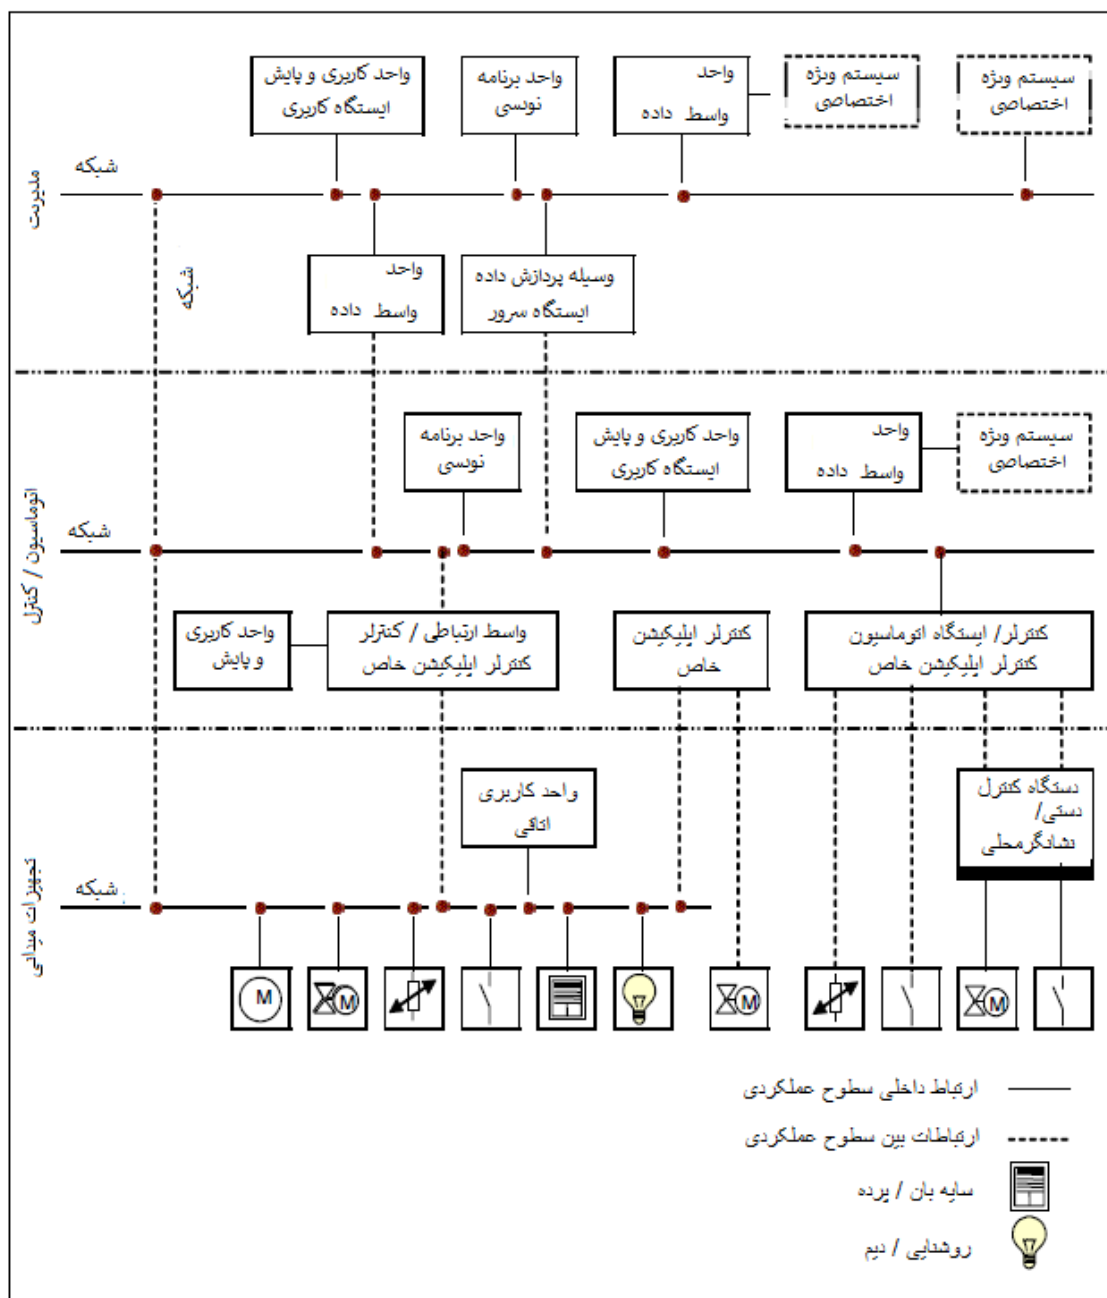 واحد کاربری و پایش
ایستگاه کاربری
واحد برنامه
نویسی
واحد
واسط داده
سیستم ویژه
اختصاصی
سیستم ویژه
اختصاصی
شبکه
مدیریت
شبکه
واحد
واسط داده
وسیله پردازش داده
ایستگاه سرور
واحد برنامه
نویسی
واحد کاربری و پایش
ایستگاه کاربری
واحد
واسط داده
سیستم ویژه
اختصاصی
شبکه
اتوماسیون / کنترل
واحد کاربری
و پایش
واسط ارتباطی / کنترلر
کنترلر اپلیکیشن خاص
کنترلر اپلیکیشن
خاص
کنترلر/ ایستگاه اتوماسیون
کنترلر اپلیکیشن خاص
واحد کاربری
اتاقی
دستگاه کنترل
دستی/
نشانگرمحلی
شبکه
تجهیزات میدانی
M
M
M
M
ارتباط داخلی سطوح عملکردی
ارتباطات بین سطوح عملکردی
سایه بان / پرده
روشنایی / دیم